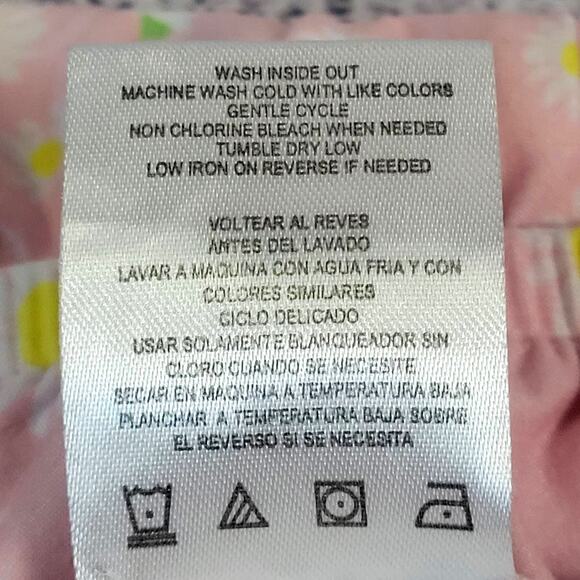 WASH INSIDE OUT
MACHINE WASH COLD WITH LIKE COLORS
GENTLE CYCLE
NON CHLORINE BLEACH WHEN NEEDED
TUMBLE DRY LOW
LOW IRON ON REVERSE IF NEEDED
VOLTEAR AL REVES
ANTES DEL LAVADO
LAVAR A MAQUINA CON AGUA FRIA Y CON
COLORES SIMILARES
CICLO DELICADO
USAR SOLAMENTE BLANQUEADOR SIN
CLORO CUANDO SE NECESITE
SECAR EN MAQUINA A TEMPERATURA BAJA
PLANCHAR A TEMPERATURA BAJA SOBRE
EL REVERSO SI SE NECESITA